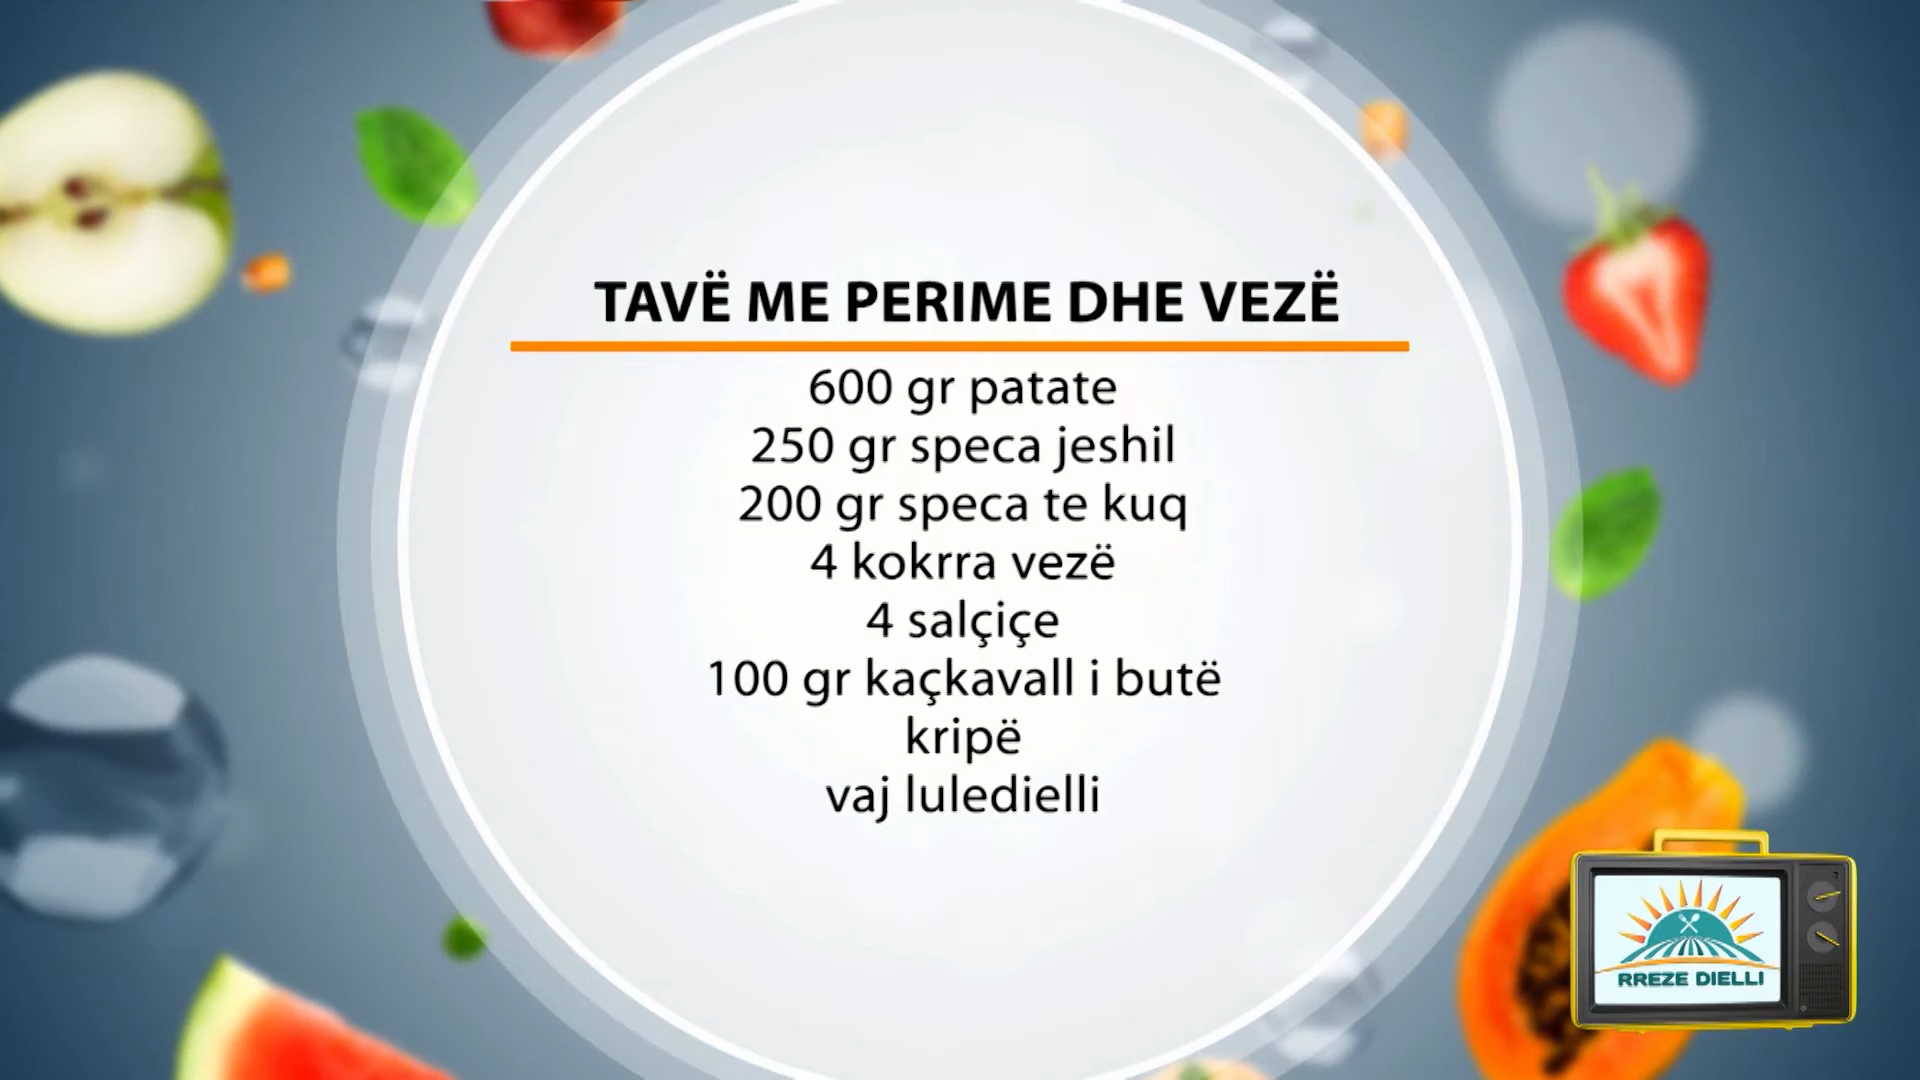 TAVË ME PERIME DHE VEZË
600 gr patate
250 gr speca jeshil
200 gr speca te kuq
4 kokrra vezë
4 salçiçe
100 gr kaçkavall i butë
kripë
vaj luledielli
RREZE DIELLI